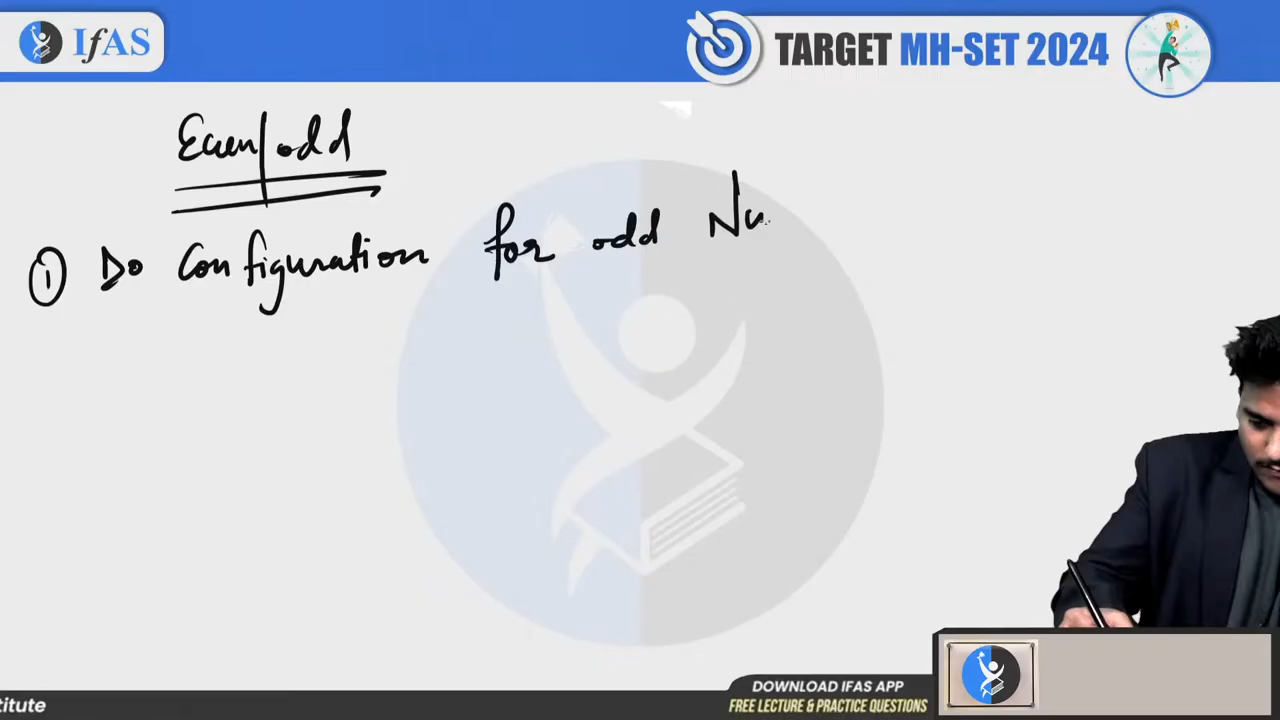 IfAS
TARGET MH-SET 2024
Even/odd
① Do Configuration for odd Nu
DOWNLOAD IFAS APP
FREE LECTURE & PRACTICE QUESTIONS
titute